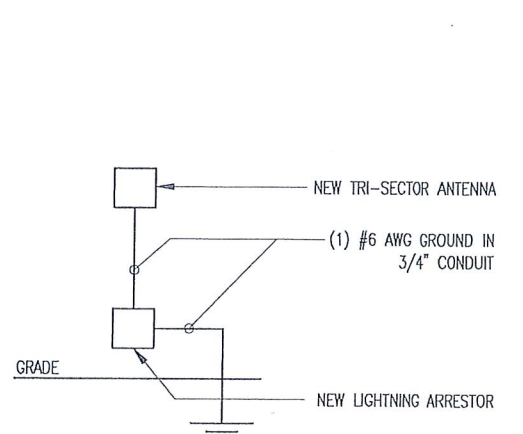 NEW TRI-SECTOR ANTENNA
(1) #6 AWG GROUND IN
3/4" CONDUIT
GRADE
NEW LIGHTNING ARRESTOR